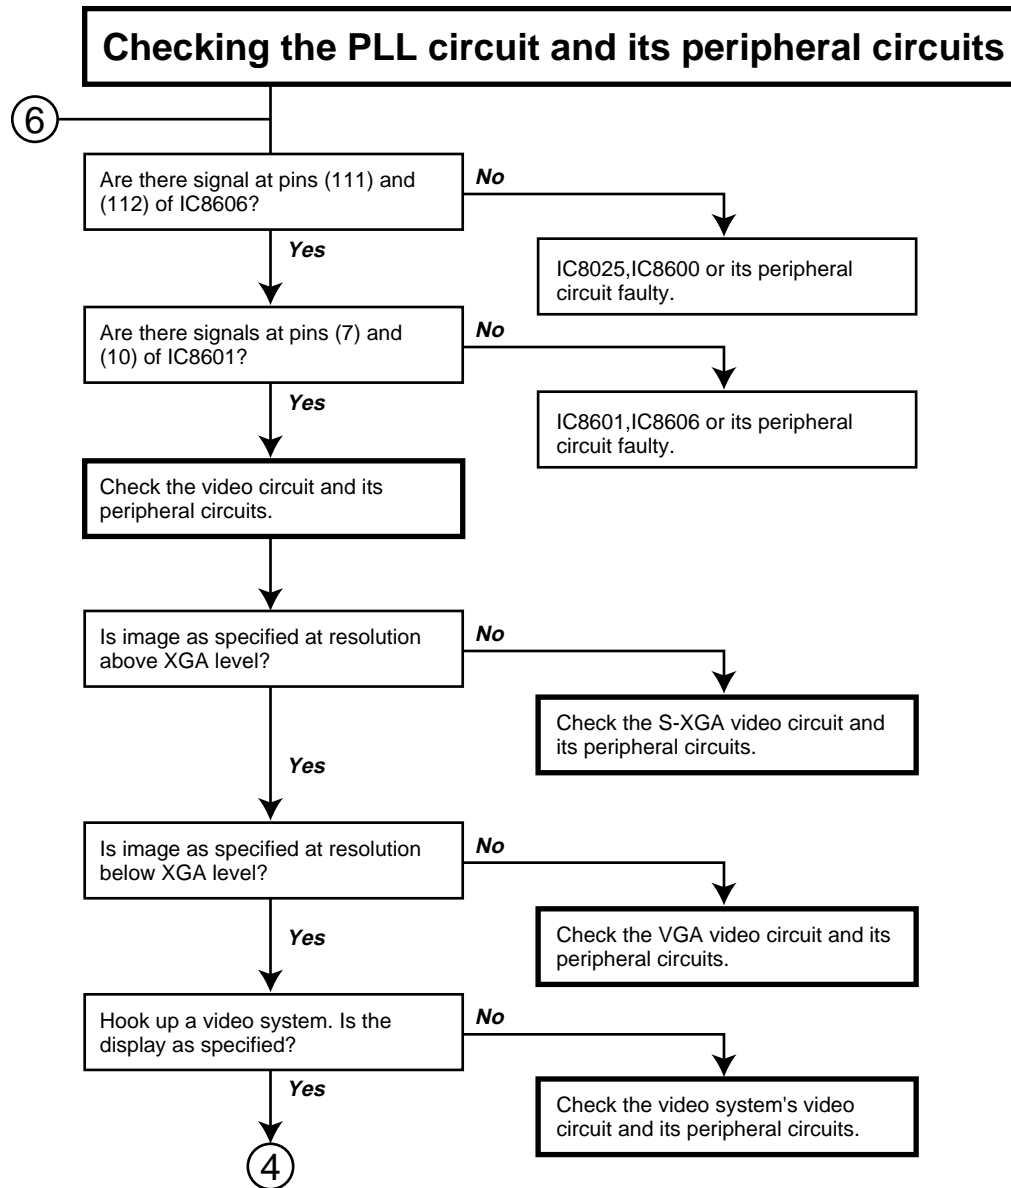 Checking the PLL circuit and its peripheral circuits
6
Are there signal at pins (111) and
(112) of IC8606?
No
Yes
IC8025,IC8600 or its peripheral
circuit faulty.
Are there signals at pins (7) and
(10) of IC8601?
No
Yes
IC8601,IC8606 or its peripheral
circuit faulty.
Check the video circuit and its
peripheral circuits.
Is image as specified at resolution
above XGA level?
No
Check the S-XGA video circuit and
its peripheral circuits.
Yes
Is image as specified at resolution
below XGA level?
No
Check the VGA video circuit and its
peripheral circuits.
Yes
Hook up a video system. Is the
display as specified?
No
Yes
Check the video system's video
circuit and its peripheral circuits.
4